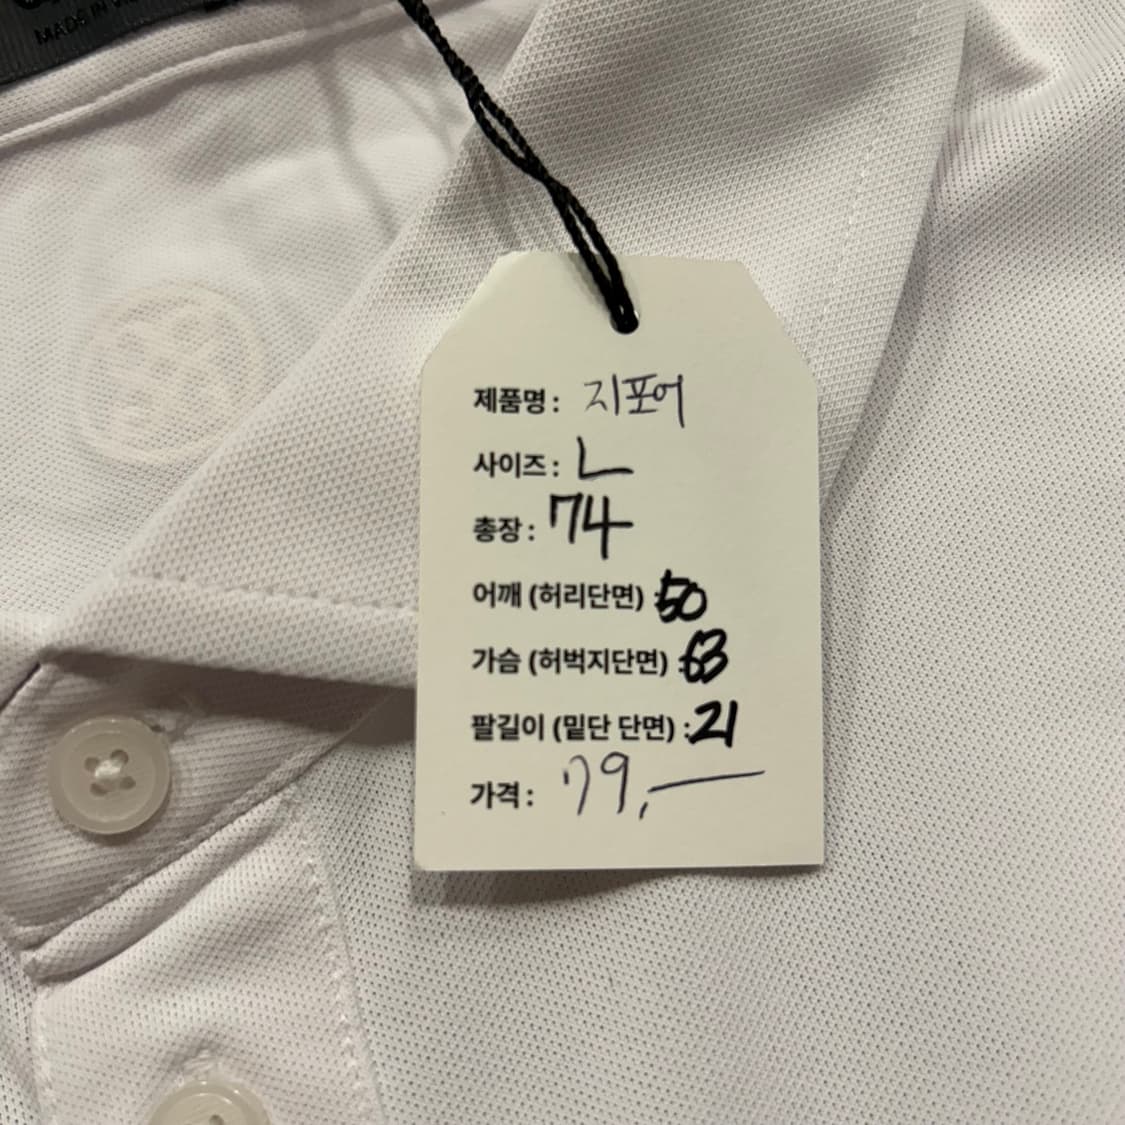 MADE IN
제품명 : 지포어
사이즈 : L
총장 : 74
어깨 (허리단면) : 50
가슴 (허벅지단면) : 63
팔길이 (밑단 단면) : 21
가격 : 79,—